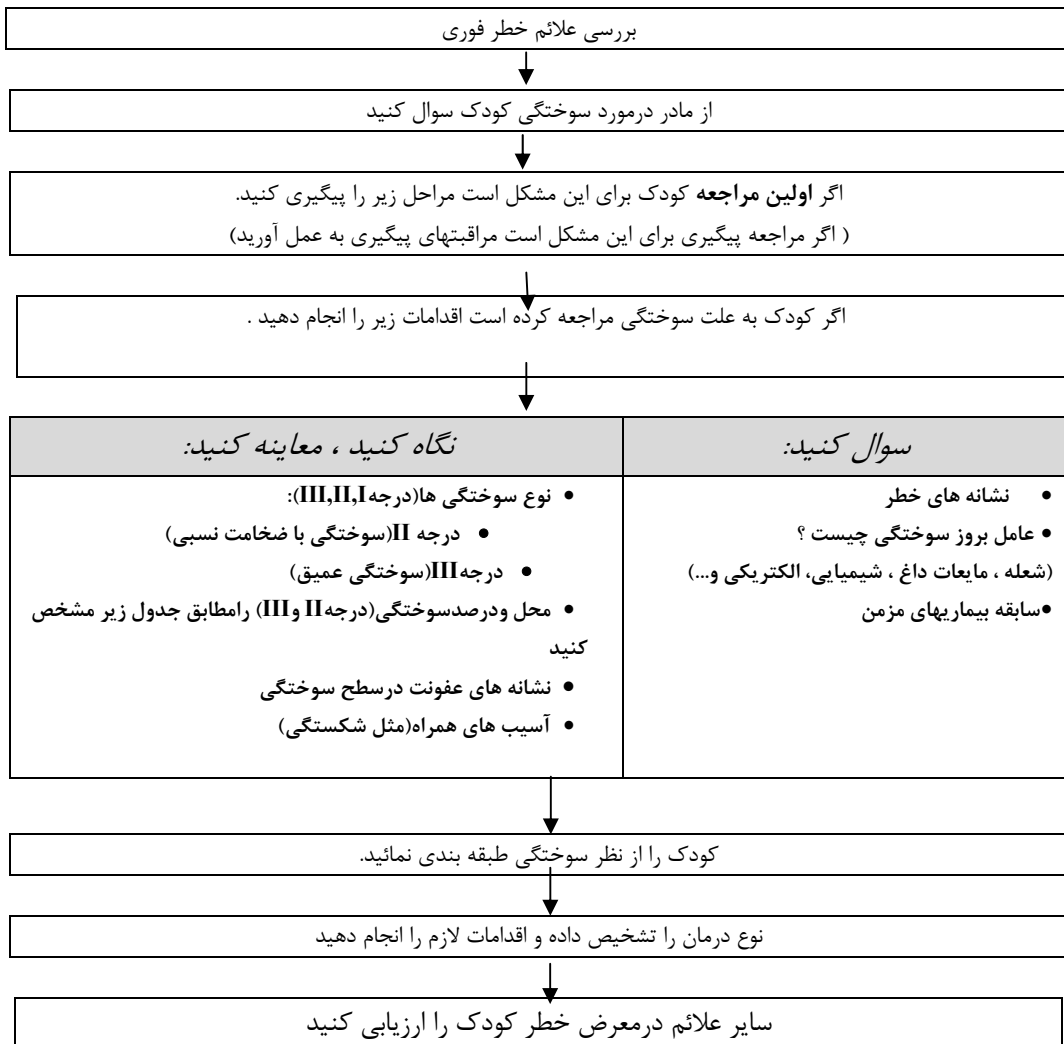 بررسی علائم خطر فوری
از مادر درمورد سوختگی کودک سوال کنید
اگر اولین مراجعه کودک برای این مشکل است مراحل زیر را پیگیری کنید.
( اگر مراجعه پیگیری برای این مشکل است مراقبتهای پیگیری به عمل آورید)
اگر کودک به علت سوختگی مراجعه کرده است اقدامات زیر را انجام دهید .
سوال کنید:
• نشانه های خطر
• عامل بروز سوختگی چیست ؟
(شعله ، مایعات داغ ، شیمیایی، الکتریکی و...)
•سابقه بیماریهای مزمن
نگاه کنید ، معاینه کنید:
• نوع سوختگی ها(درجه III,II,I):
• درجه II(سوختگی با ضخامت نسبی)
• درجهIII(سوختگی عمیق)
• محل ودرصدسوختگی(درجهII وIII) رامطابق جدول زیر مشخص
کنید
• نشانه های عفونت درسطح سوختگی
• آسیب های همراه(مثل شکستگی)
کودک را از نظر سوختگی طبقه بندی نمائید.
نوع درمان را تشخیص داده و اقدامات لازم را انجام دهید
سایر علائم درمعرض خطر کودک را ارزیابی کنید